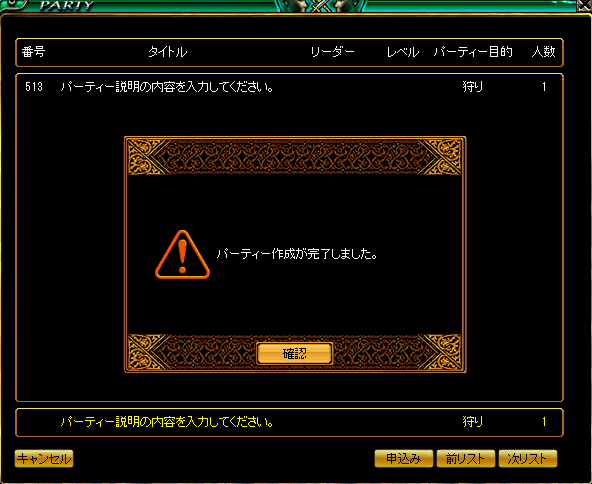 PARTY
番号 タイトル リーダー レベル パーティー目的 人数
513 パーティー説明の内容を入力してください。 狩り 1
パーティー作成が完了しました。
確認
パーティー説明の内容を入力してください。 狩り 1
キャンセル 申込み 前リスト 次リスト